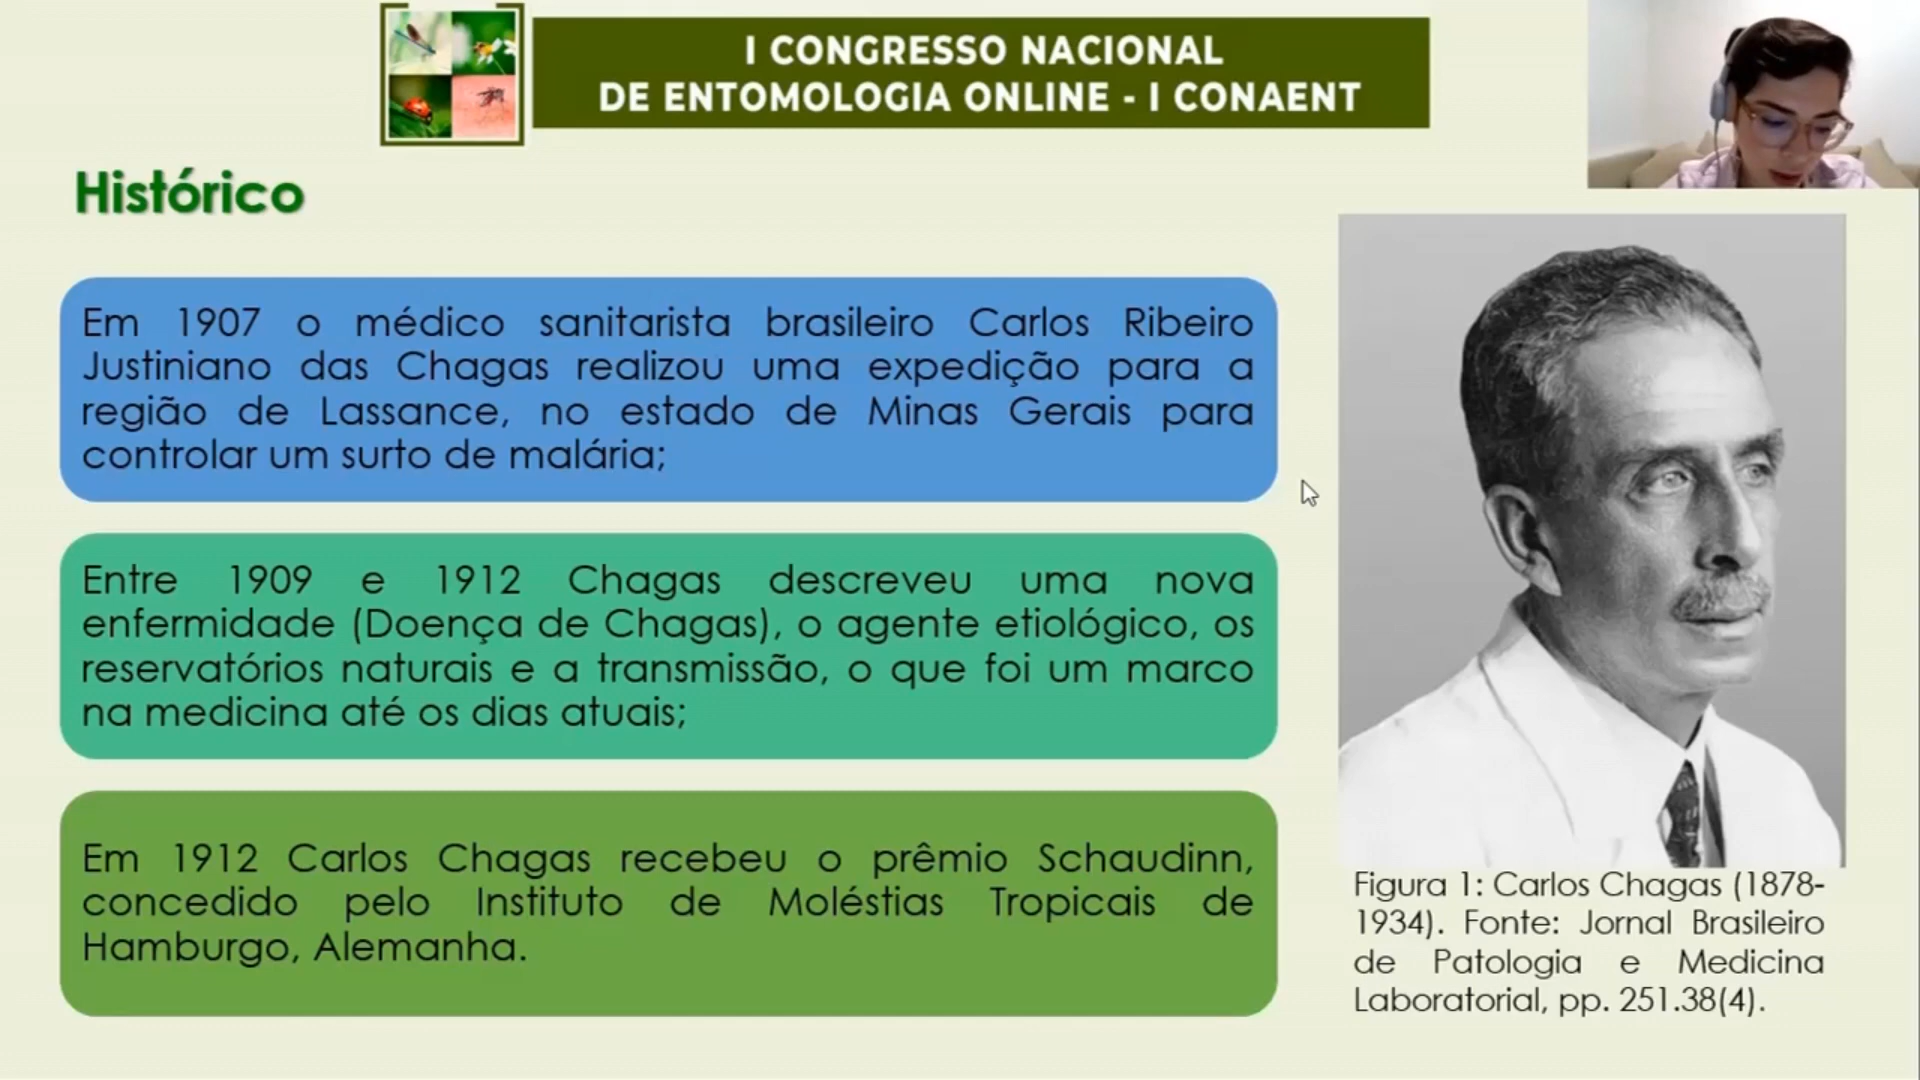 I CONGRESSO NACIONAL
DE ENTOMOLOGIA ONLINE - I CONAENT
Histórico
Em 1907 o médico sanitarista brasileiro Carlos Ribeiro
Justiniano das Chagas realizou uma expedição para a
região de Lassance, no estado de Minas Gerais para
controlar um surto de malária;
Entre 1909 e 1912 Chagas descreveu uma nova
enfermidade (Doença de Chagas), o agente etiológico, os
reservatórios naturais e a transmissão, o que foi um marco
na medicina até os dias atuais;
Em 1912 Carlos Chagas recebeu o prêmio Schaudinn,
concedido pelo Instituto de Moléstias Tropicais de
Hamburgo, Alemanha.
Figura 1: Carlos Chagas (1878-
1934). Fonte: Jornal Brasileiro
de Patologia e Medicina
Laboratorial, pp. 251.38(4).